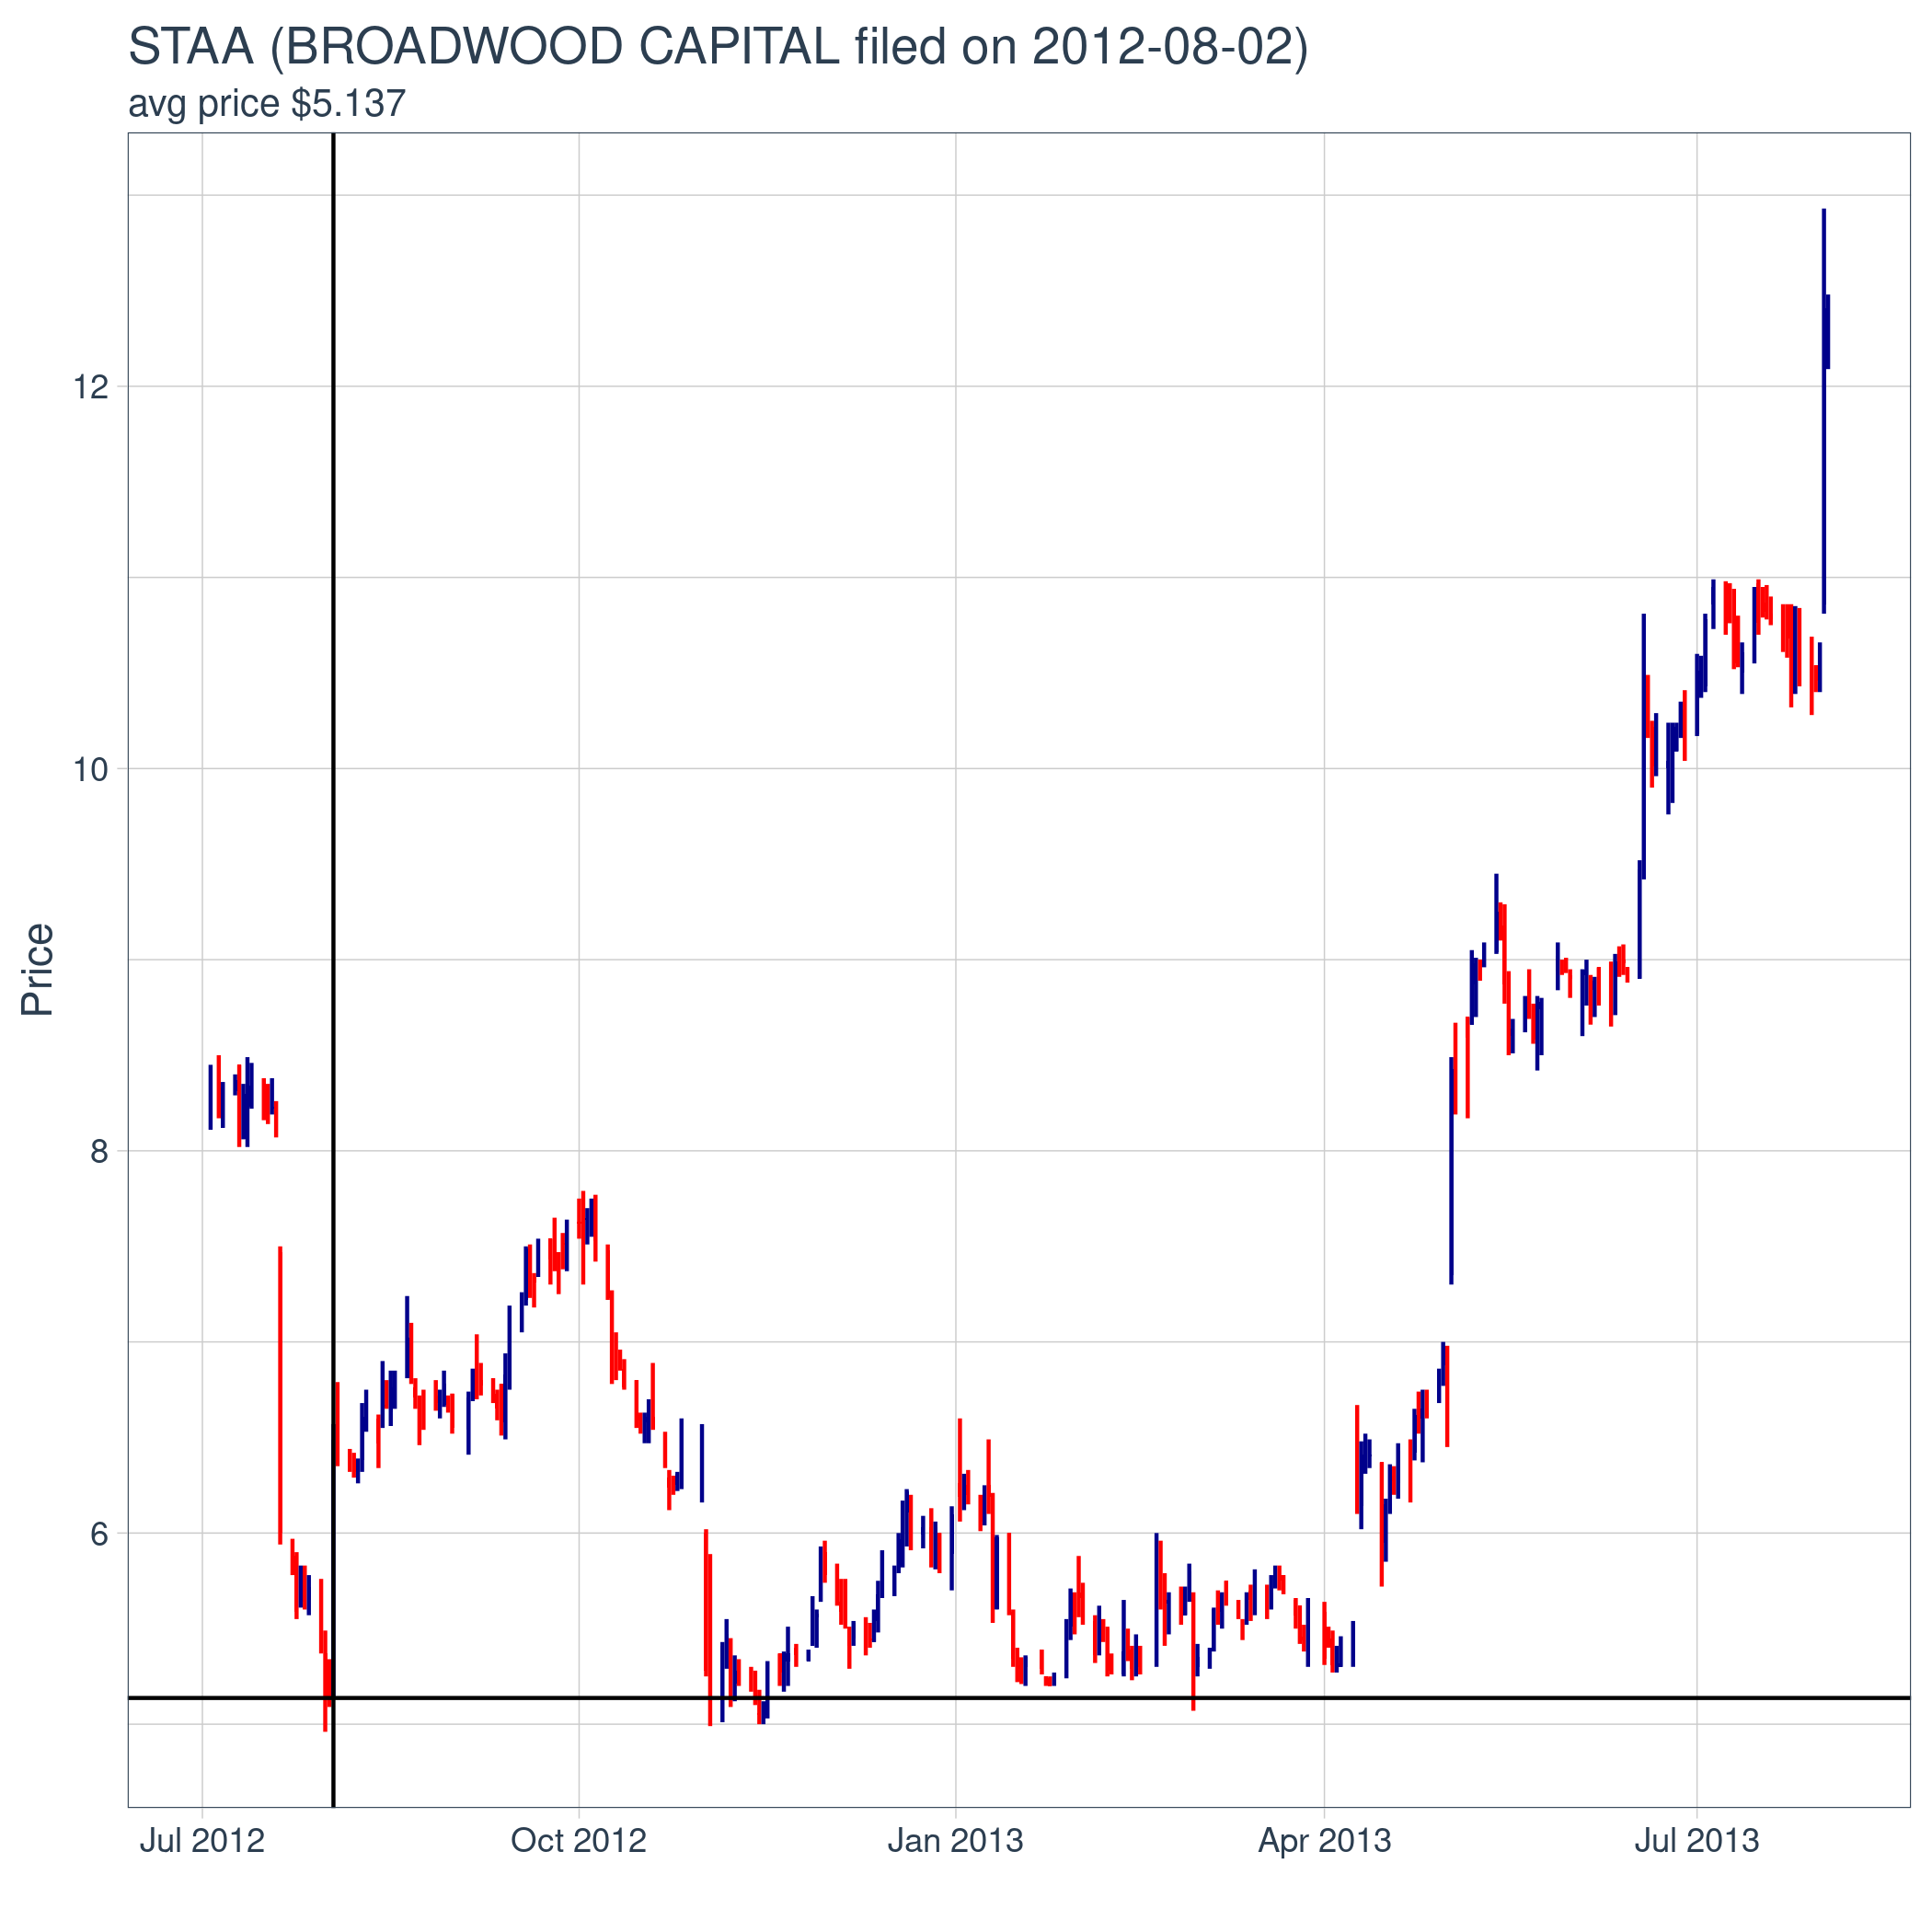 STAA (BROADWOOD CAPITAL filed on 2012-08-02)
avg price $5.137
12
10
8
6
Price
Jul 2012 Oct 2012 Jan 2013 Apr 2013 Jul 2013